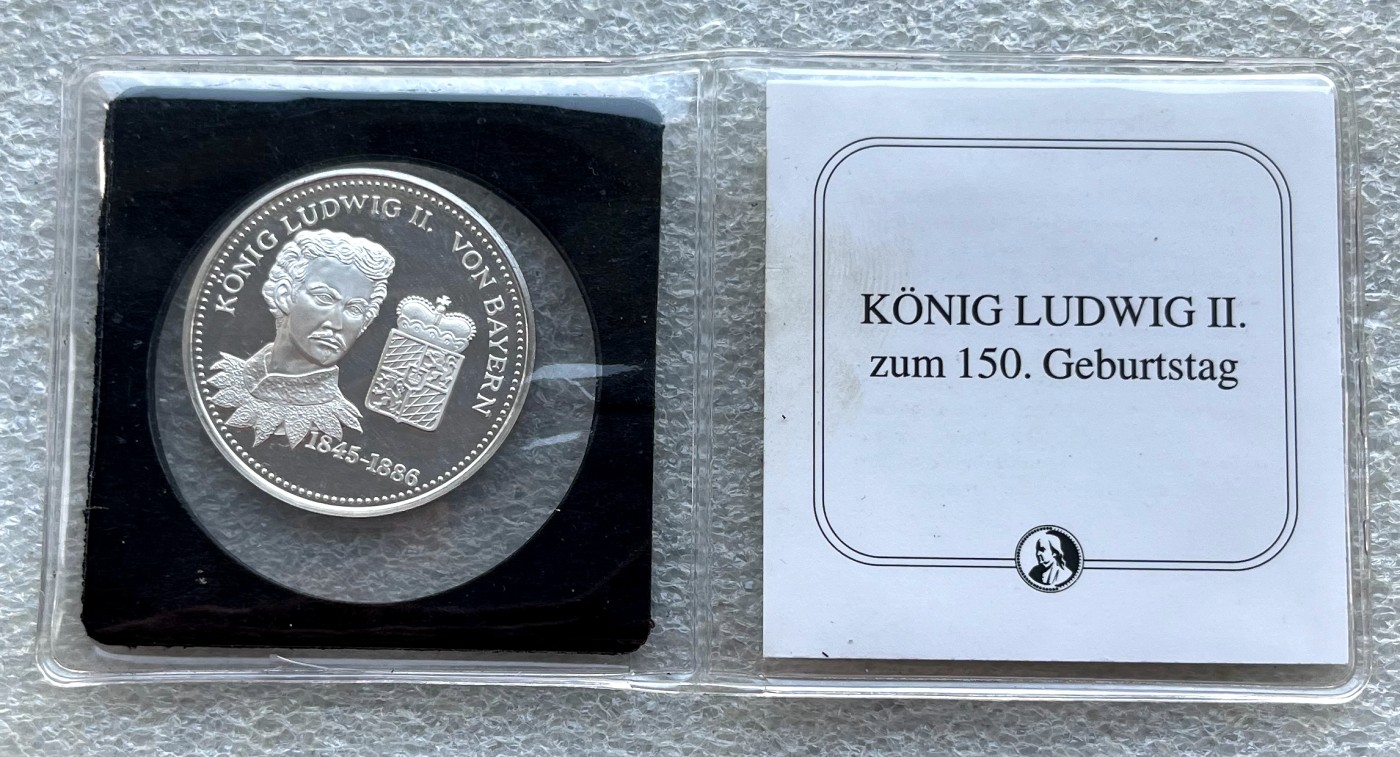 KÖNIG LUDWIG II. VON BAYERN
1845-1886
KÖNIG LUDWIG II.
zum 150. Geburtstag